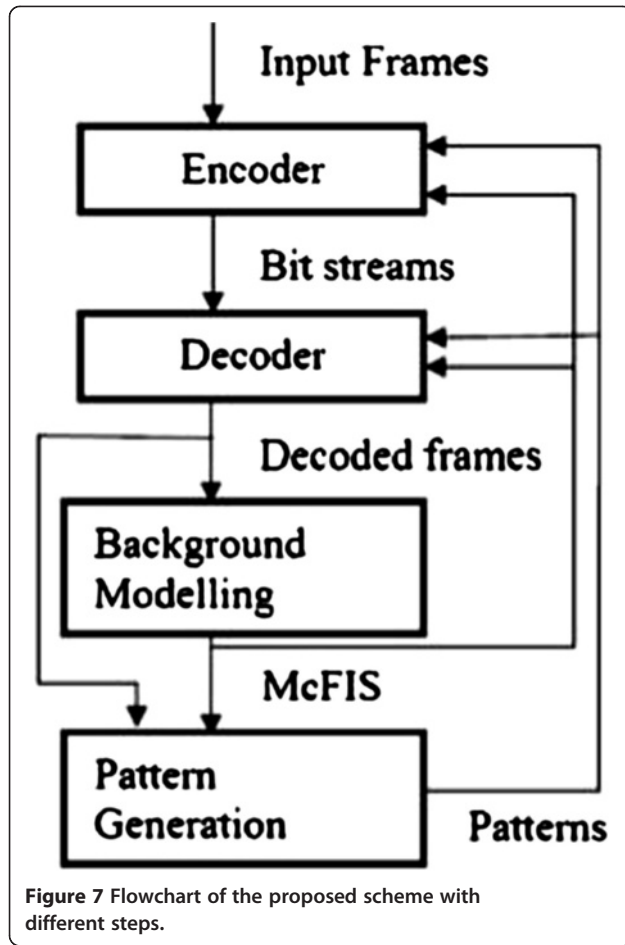 Input Frames
Encoder
Bit streams
Decoder
Decoded frames
Background
Modelling
McFIS
Pattern
Generation
Patterns
Figure 7 Flowchart of the proposed scheme with
different steps.